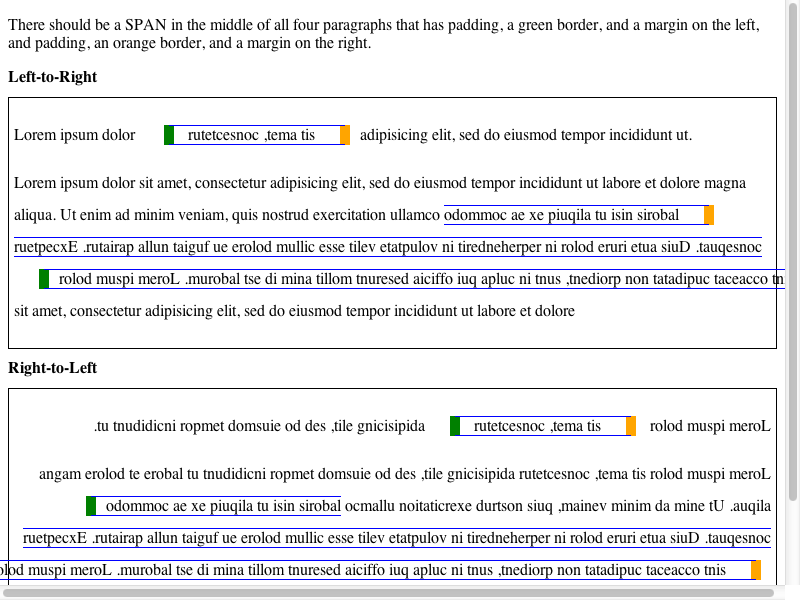 There should be a SPAN in the middle of all four paragraphs that has padding, a green border, and a margin on the left,
and padding, an orange border, and a margin on the right.
Left-to-Right
Lorem ipsum dolor rutetcesnoc ,tema tis adipisicing elit, sed do eiusmod tempor incididunt ut.
Lorem ipsum dolor sit amet, consectetur adipisicing elit, sed do eiusmod tempor incididunt ut labore et dolore magna
aliqua. Ut enim ad minim veniam, quis nostrud exercitation ullamco odommoc ae xe piuqila tu isin sirobal
ruetpecxE .rutairap allun taiguf ue erolod mullic esse tilev etatpulov ni tiredneherper ni rolod eruri etua siuD .tauqesnoc
rolod muspi meroL .murobal tse di mina tillom tnuresed aiciffo iuq apluc ni tnus ,tnediorp non tatadipuc taceacco tn
sit amet, consectetur adipisicing elit, sed do eiusmod tempor incididunt ut labore et dolore
Right-to-Left
.tu tnudidicni ropmet domsuie od des ,tile gnicisipida rutetcesnoc ,tema tis rolod muspi meroL
angam erolod te erobal tu tnudidicni ropmet domsuie od des ,tile gnicisipida rutetcesnoc ,tema tis rolod muspi meroL
odommoc ae xe piuqila tu isin sirobal ocmallu noitaticrexe durtson siuq ,mainev minim da mine tU .auqila
ruetpecxE .rutairap allun taiguf ue erolod mullic esse tilev etatpulov ni tiredneherper ni rolod eruri etua siuD .tauqesnoc
olod muspi meroL .murobal tse di mina tillom tnuresed aiciffo iuq apluc ni tnus ,tnediorp non tatadipuc taceacco tnis